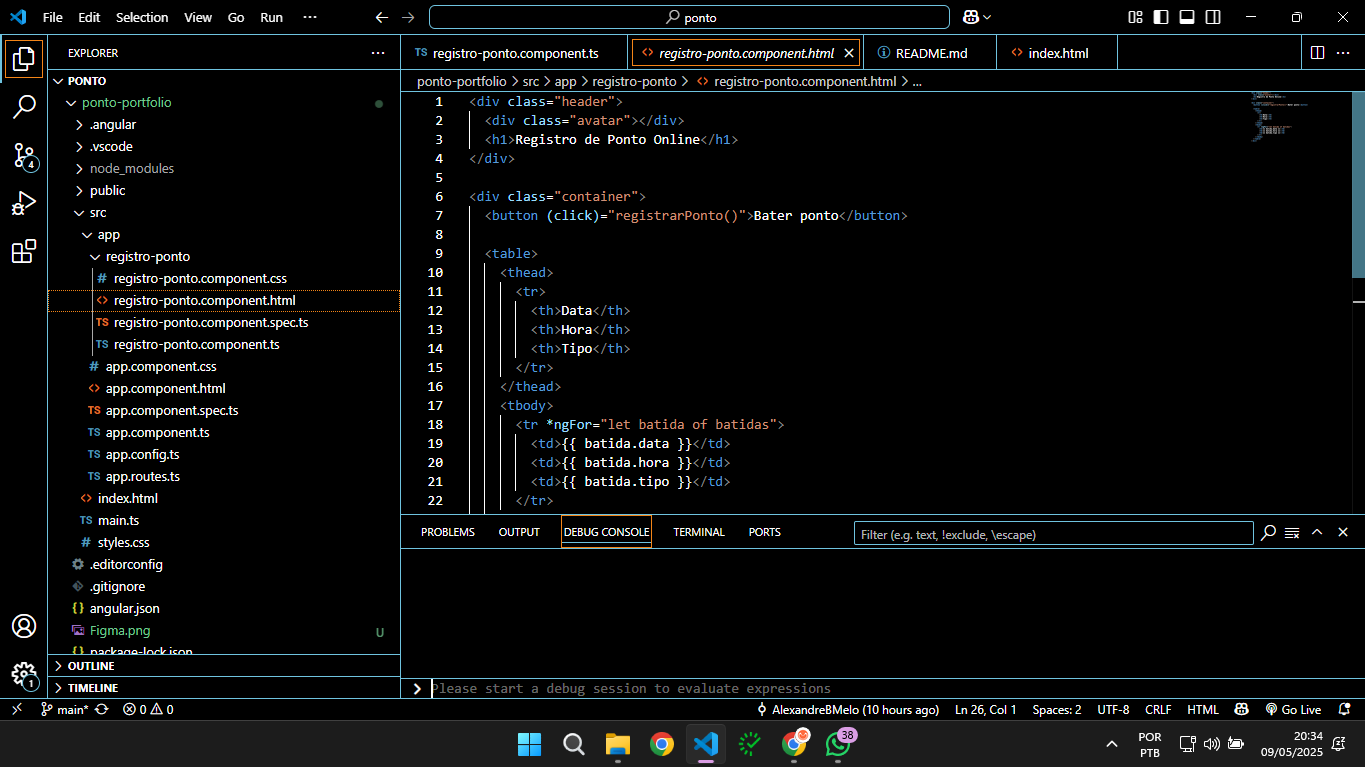 File Edit Selection View Go Run ···
ponto
EXPLORER
PONTO
ponto-portfolio
.angular
.vscode
node_modules
public
src
app
registro-ponto
# registro-ponto.component.css
<> registro-ponto.component.html
TS registro-ponto.component.spec.ts
TS registro-ponto.component.ts
# app.component.css
<> app.component.html
TS app.component.spec.ts
TS app.component.ts
TS app.config.ts
TS app.routes.ts
<> index.html
TS main.ts
# styles.css
.editorconfig
.gitignore
{} angular.json
Figma.png U
{} package-lock.json
OUTLINE
TIMELINE
4
1
TS registro-ponto.component.ts <> registro-ponto.component.html README.md <> index.html
ponto-portfolio > src > app > registro-ponto > <> registro-ponto.component.html > ...
1 <div class="header">
2 <div class="avatar"></div>
3 <h1>Registro de Ponto Online</h1>
4 </div>
5
6 <div class="container">
7 <button (click)="registrarPonto()">Bater ponto</button>
8
9 <table>
10 <thead>
11 <tr>
12 <th>Data</th>
13 <th>Hora</th>
14 <th>Tipo</th>
15 </tr>
16 </thead>
17 <tbody>
18 <tr *ngFor="let batida of batidas">
19 <td>{{ batida.data }}</td>
20 <td>{{ batida.hora }}</td>
21 <td>{{ batida.tipo }}</td>
22 </tr>
PROBLEMS OUTPUT DEBUG CONSOLE TERMINAL PORTS Filter (e.g. text, !exclude, \escape)
Please start a debug session to evaluate expressions
main* 0 0 AlexandreBMelo (10 hours ago) Ln 26, Col 1 Spaces: 2 UTF-8 CRLF HTML Go Live
38
POR
PTB
20:34
09/05/2025